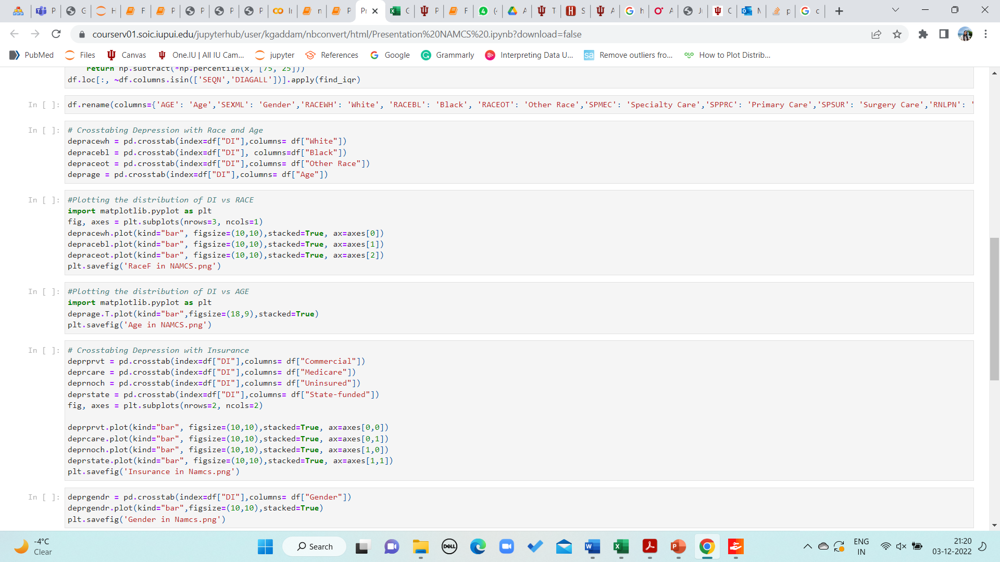 P
G
P
H
F
P
P
P
P
In
n
P
Pr
G
P
F
(4
A
T
S
A
h
A
Ju
C
M
p
c
courserv01.soic.iupui.edu/jupyterhub/user/kgaddam/nbconvert/html/Presentation%20NAMCS%20.ipynb?download=false
PubMed Files Canvas One.IU | All IU Cam... jupyter References Google Grammarly Interpreting Data U... Remove outliers fro... How to Plot Distrib...
return np.subtract(*np.percentile(x, [75, 25]))
df.loc[:, ~df.columns.isin(['SEQN','DIAGALL'])].apply(find_iqr)
In [ ]: df.rename(columns={'AGE': 'Age','SEXML': 'Gender','RACEWH': 'White', 'RACEBL': 'Black', 'RACEOT': 'Other Race','SPMEC': 'Specialty Care','SPPRC': 'Primary Care','SPSUR': 'Surgery Care','RNLPN': '
In [ ]: # Crosstabing Depression with Race and Age
depracewh = pd.crosstab(index=df["DI"],columns= df["White"])
depracebl = pd.crosstab(index=df["DI"], columns=df["Black"])
depraceot = pd.crosstab(index=df["DI"],columns= df["Other Race"])
deprage = pd.crosstab(index=df["DI"],columns= df["Age"])
In [ ]: #Plotting the distribution of DI vs RACE
import matplotlib.pyplot as plt
fig, axes = plt.subplots(nrows=3, ncols=1)
depracewh.plot(kind="bar", figsize=(10,10),stacked=True, ax=axes[0])
depracebl.plot(kind="bar", figsize=(10,10),stacked=True, ax=axes[1])
depraceot.plot(kind="bar", figsize=(10,10),stacked=True, ax=axes[2])
plt.savefig('RaceF in NAMCS.png')
In [ ]: #Plotting the distribution of DI vs AGE
import matplotlib.pyplot as plt
deprage.T.plot(kind="bar",figsize=(18,9),stacked=True)
plt.savefig('Age in NAMCS.png')
In [ ]: # Crosstabing Depression with Insurance
deprprvt = pd.crosstab(index=df["DI"],columns= df["Commercial"])
deprcare = pd.crosstab(index=df["DI"],columns= df["Medicare"])
deprnoch = pd.crosstab(index=df["DI"],columns= df["Uninsured"])
deprstate = pd.crosstab(index=df["DI"],columns= df["State-funded"])
fig, axes = plt.subplots(nrows=2, ncols=2)
deprprvt.plot(kind="bar", figsize=(10,10),stacked=True, ax=axes[0,0])
deprcare.plot(kind="bar", figsize=(10,10),stacked=True, ax=axes[0,1])
deprnoch.plot(kind="bar", figsize=(10,10),stacked=True, ax=axes[1,0])
deprstate.plot(kind="bar", figsize=(10,10),stacked=True, ax=axes[1,1])
plt.savefig('Insurance in Namcs.png')
In [ ]: deprgendr = pd.crosstab(index=df["DI"],columns= df["Gender"])
deprgendr.plot(kind="bar",figsize=(10,10),stacked=True)
plt.savefig('Gender in Namcs.png')
-4°C
Clear
Search
ENG
IN
21:20
03-12-2022